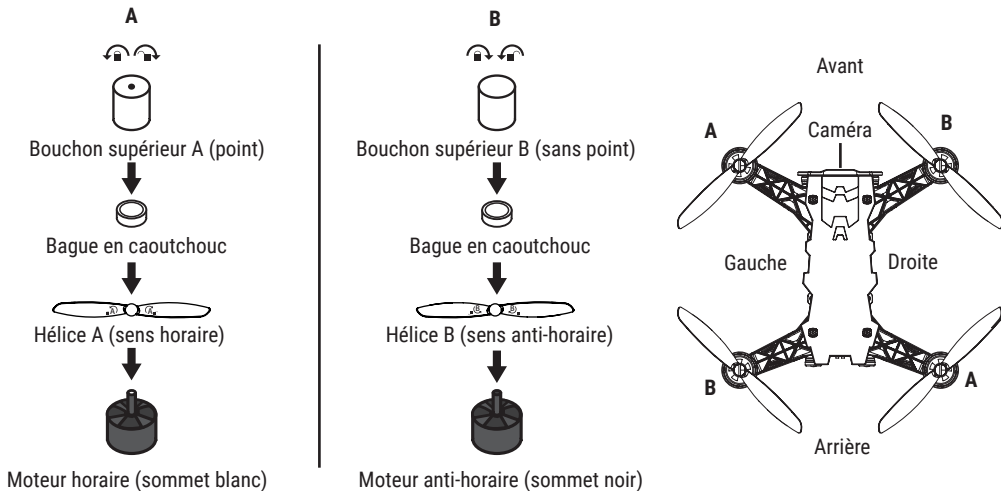 A
Bouchon supérieur A (point)
Bague en caoutchouc
A A
Hélice A (sens horaire)
Moteur horaire (sommet blanc)
B
Bouchon supérieur B (sans point)
Bague en caoutchouc
B B
Hélice B (sens anti-horaire)
Moteur anti-horaire (sommet noir)
Avant
A
Caméra
B
Gauche
Droite
B
A
Arrière